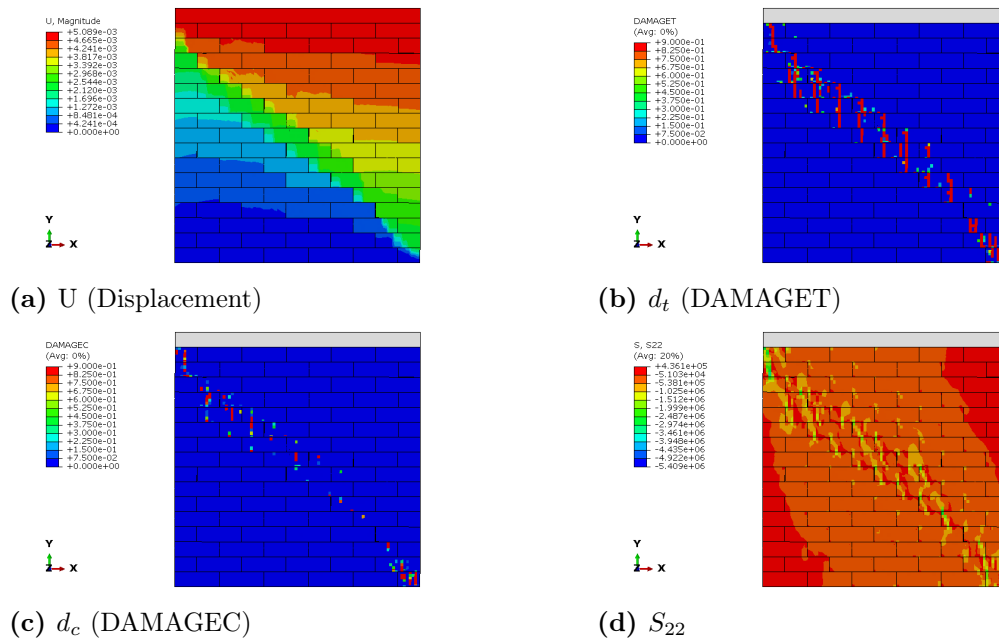 U, Magnitude
+5.089e-03
+4.665e-03
+4.241e-03
+3.817e-03
+3.392e-03
+2.968e-03
+2.544e-03
+2.120e-03
+1.696e-03
+1.272e-03
+8.481e-04
+4.241e-04
+0.000e+00
Y
Z X
(a) U (Displacement)
DAMAGET
(Avg: 0%)
+9.000e-01
+8.250e-01
+7.500e-01
+6.750e-01
+6.000e-01
+5.250e-01
+4.500e-01
+3.750e-01
+3.000e-01
+2.250e-01
+1.500e-01
+7.500e-02
+0.000e+00
Y
Z X
(b) d_t (DAMAGET)
DAMAGEC
(Avg: 0%)
+9.000e-01
+8.250e-01
+7.500e-01
+6.750e-01
+6.000e-01
+5.250e-01
+4.500e-01
+3.750e-01
+3.000e-01
+2.250e-01
+1.500e-01
+7.500e-02
+0.000e+00
Y
Z X
(c) d_c (DAMAGEC)
S, S22
(Avg: 20%)
+4.361e+05
-5.103e+04
-5.381e+05
-1.025e+06
-1.512e+06
-1.999e+06
-2.487e+06
-2.974e+06
-3.461e+06
-3.948e+06
-4.435e+06
-4.922e+06
-5.409e+06
Y
Z X
(d) S_22